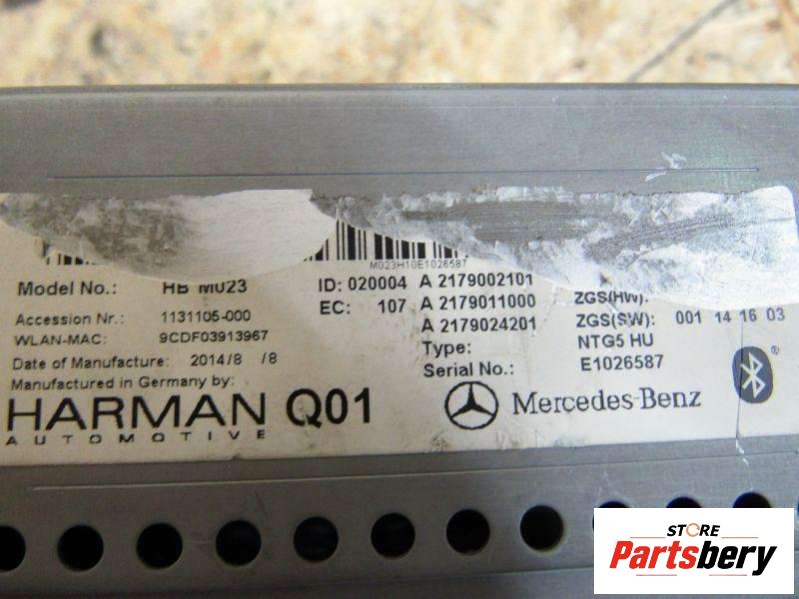 M023H10E1026587
Model No.: HB M023 ID: 020004 A 2179002101
EC: 107 A 2179011000 ZGS(HW):
Accession Nr.: 1131105-000 A 2179024201 ZGS(SW): 001 14 16 03
WLAN-MAC: 9CDF03913967 Type: NTG5 HU
Date of Manufacture: 2014/8 /8 Serial No.: E1026587
Manufactured in Germany by:
HARMAN Q01 Mercedes-Benz
AUTOMOTIVE
STORE
Partsbery